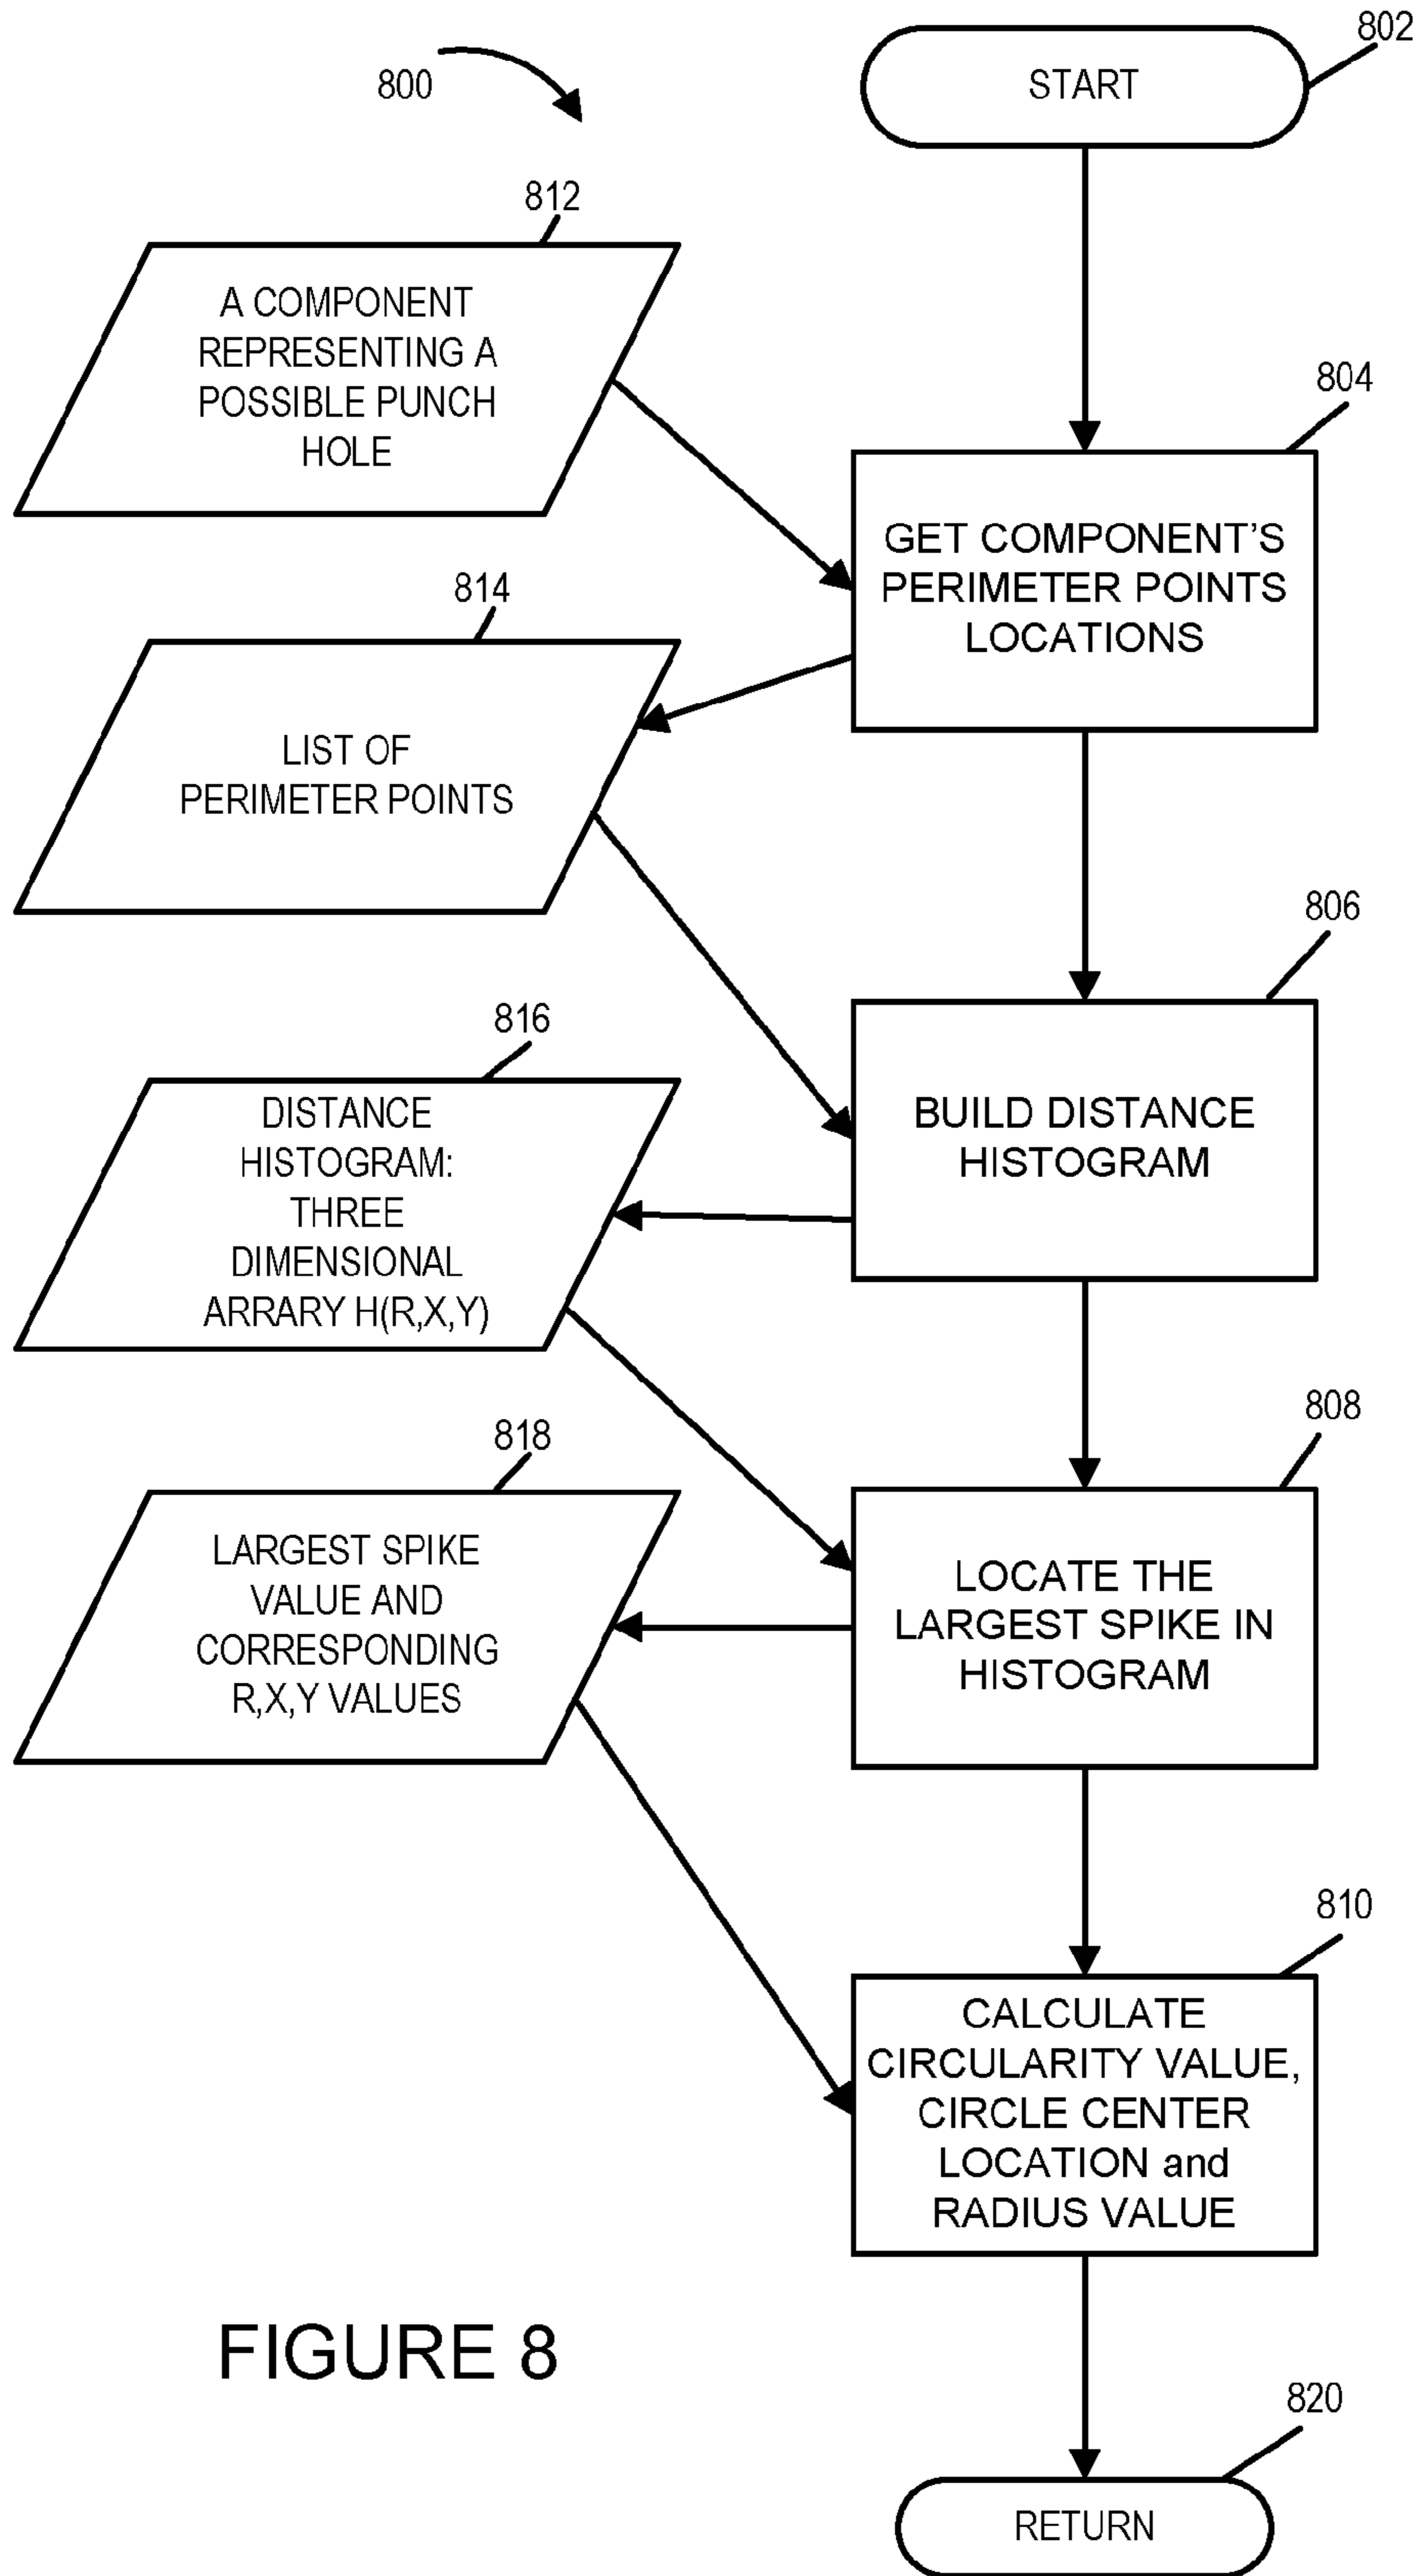 802
START
800
812
A COMPONENT
REPRESENTING A
POSSIBLE PUNCH
HOLE
804
GET COMPONENT'S
PERIMETER POINTS
LOCATIONS
814
LIST OF
PERIMETER POINTS
806
BUILD DISTANCE
HISTOGRAM
816
DISTANCE
HISTOGRAM:
THREE
DIMENSIONAL
ARRARY H(R,X,Y)
808
LOCATE THE
LARGEST SPIKE IN
HISTOGRAM
818
LARGEST SPIKE
VALUE AND
CORRESPONDING
R,X,Y VALUES
810
CALCULATE
CIRCULARITY VALUE,
CIRCLE CENTER
LOCATION and
RADIUS VALUE
FIGURE 8
820
RETURN